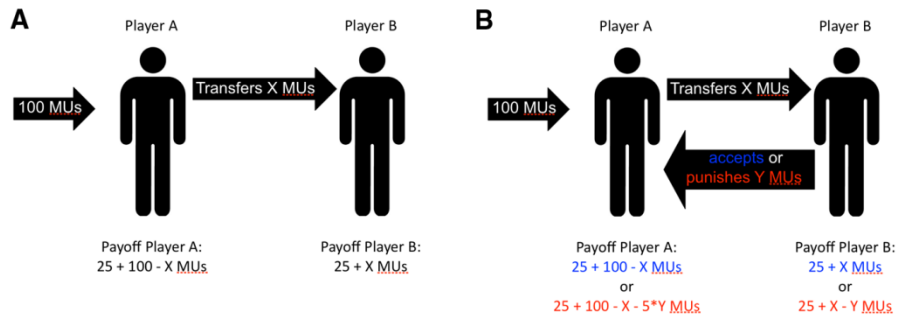 A
Player A
Player B
100 MUs
Transfers X MUs
Payoff Player A:
25 + 100 - X MUs
Payoff Player B:
25 + X MUs
B
Player A
Player B
100 MUs
Transfers X MUs
accepts or
punishes Y MUs
Payoff Player A:
25 + 100 - X MUs
or
25 + 100 - X - 5*Y MUs
Payoff Player B:
25 + X MUs
or
25 + X - Y MUs